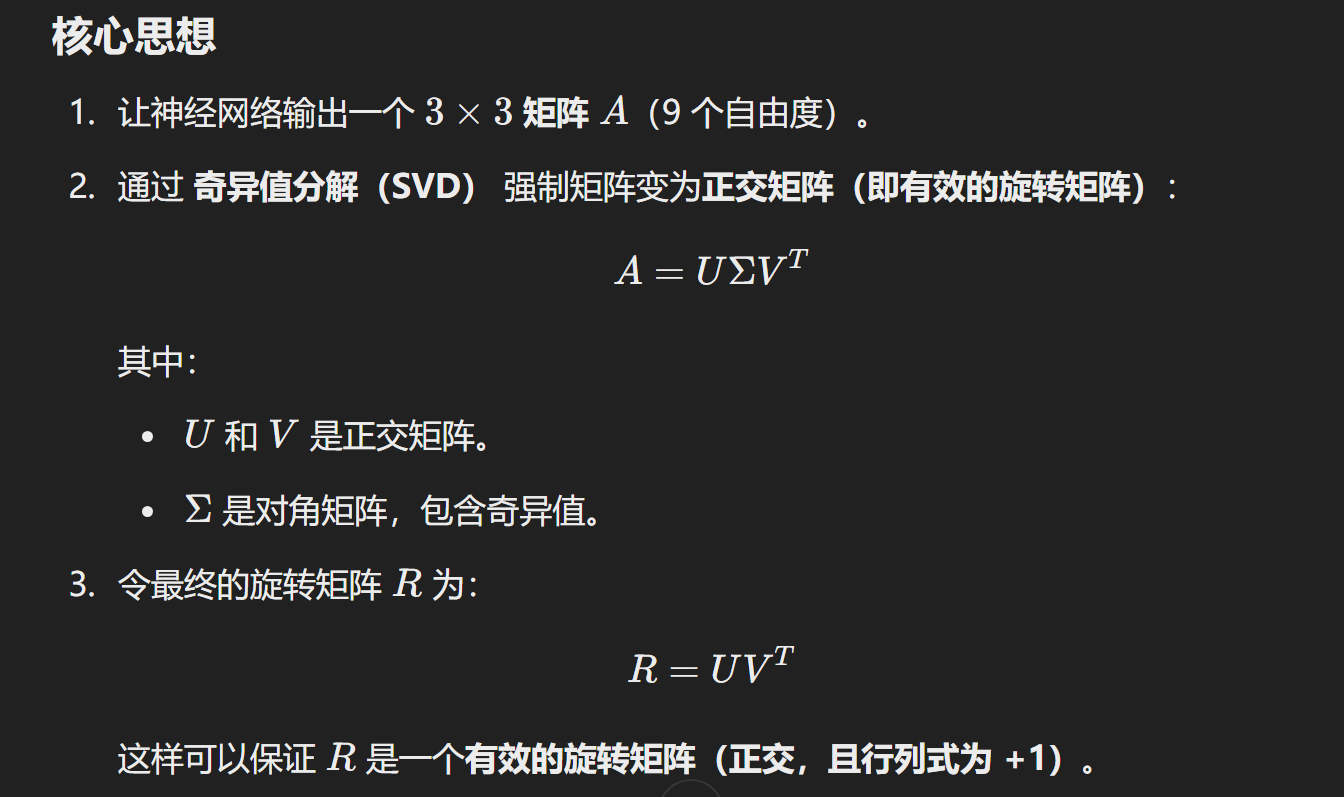 核心思想
1. 让神经网络输出一个 3 × 3 矩阵 A（9 个自由度）。
2. 通过 奇异值分解（SVD） 强制矩阵变为正交矩阵（即有效的旋转矩阵）:
A = UΣV^T
其中:
• U 和 V 是正交矩阵。
• Σ 是对角矩阵，包含奇异值。
3. 令最终的旋转矩阵 R 为:
R = UV^T
这样可以保证 R 是一个有效的旋转矩阵（正交，且行列式为 +1）。